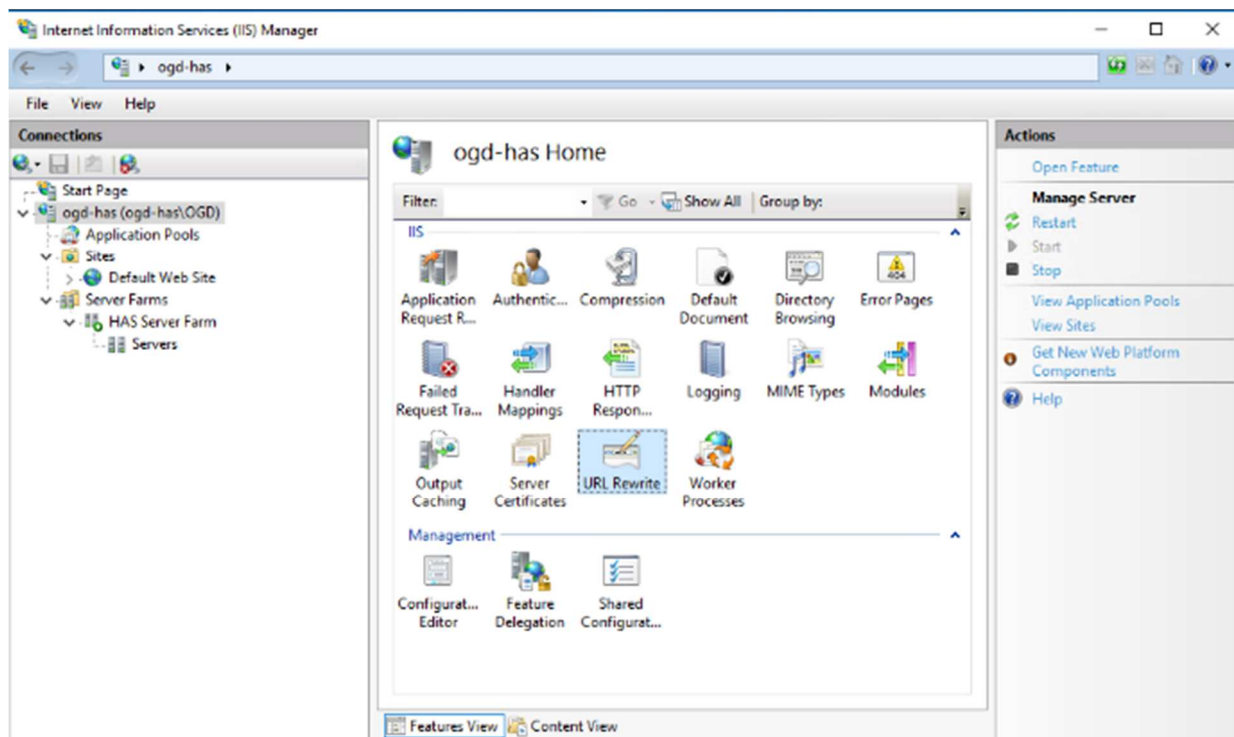 Internet Information Services (IIS) Manager
ogd-has
File View Help
Connections
Start Page
ogd-has (ogd-has\OGD)
Application Pools
Sites
Default Web Site
Server Farms
HAS Server Farm
Servers
ogd-has Home
Filter: Go Show All Group by:
IIS
Application Request R...
Authentic...
Compression
Default Document
Directory Browsing
Error Pages
Failed Request Tra...
Handler Mappings
HTTP Respon...
Logging
MIME Types
Modules
Output Caching
Server Certificates
URL Rewrite
Worker Processes
Management
Configurat... Editor
Feature Delegation
Shared Configurat...
Features View Content View
Actions
Open Feature
Manage Server
Restart
Start
Stop
View Application Pools
View Sites
Get New Web Platform
Components
Help